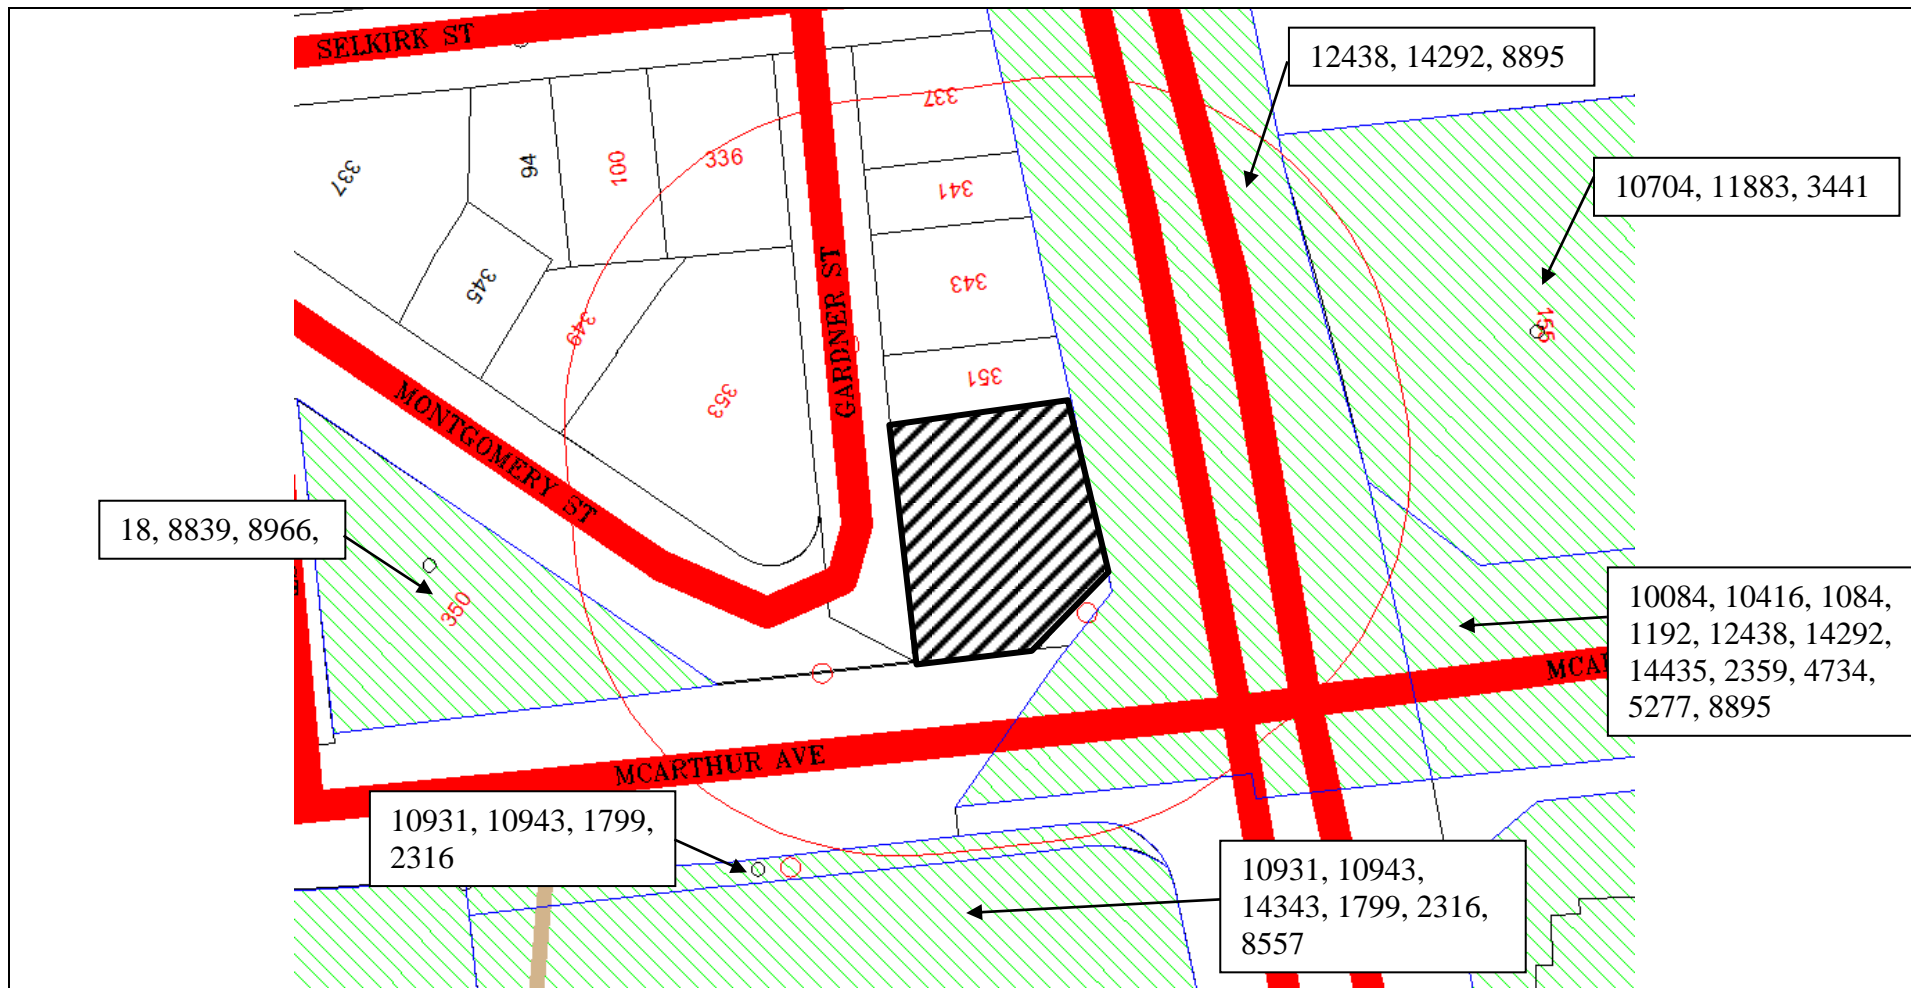 SELKIRK ST
12438, 14292, 8895
337
94
100
336
337
341
10704, 11883, 3441
155
345
343
349
GARDNER ST
351
353
MONTGOMERY ST
18, 8839, 8966,
350
10084, 10416, 1084,
1192, 12438, 14292,
14435, 2359, 4734,
5277, 8895
MCA
MCARTHUR AVE
10931, 10943, 1799,
2316
10931, 10943,
14343, 1799, 2316,
8557